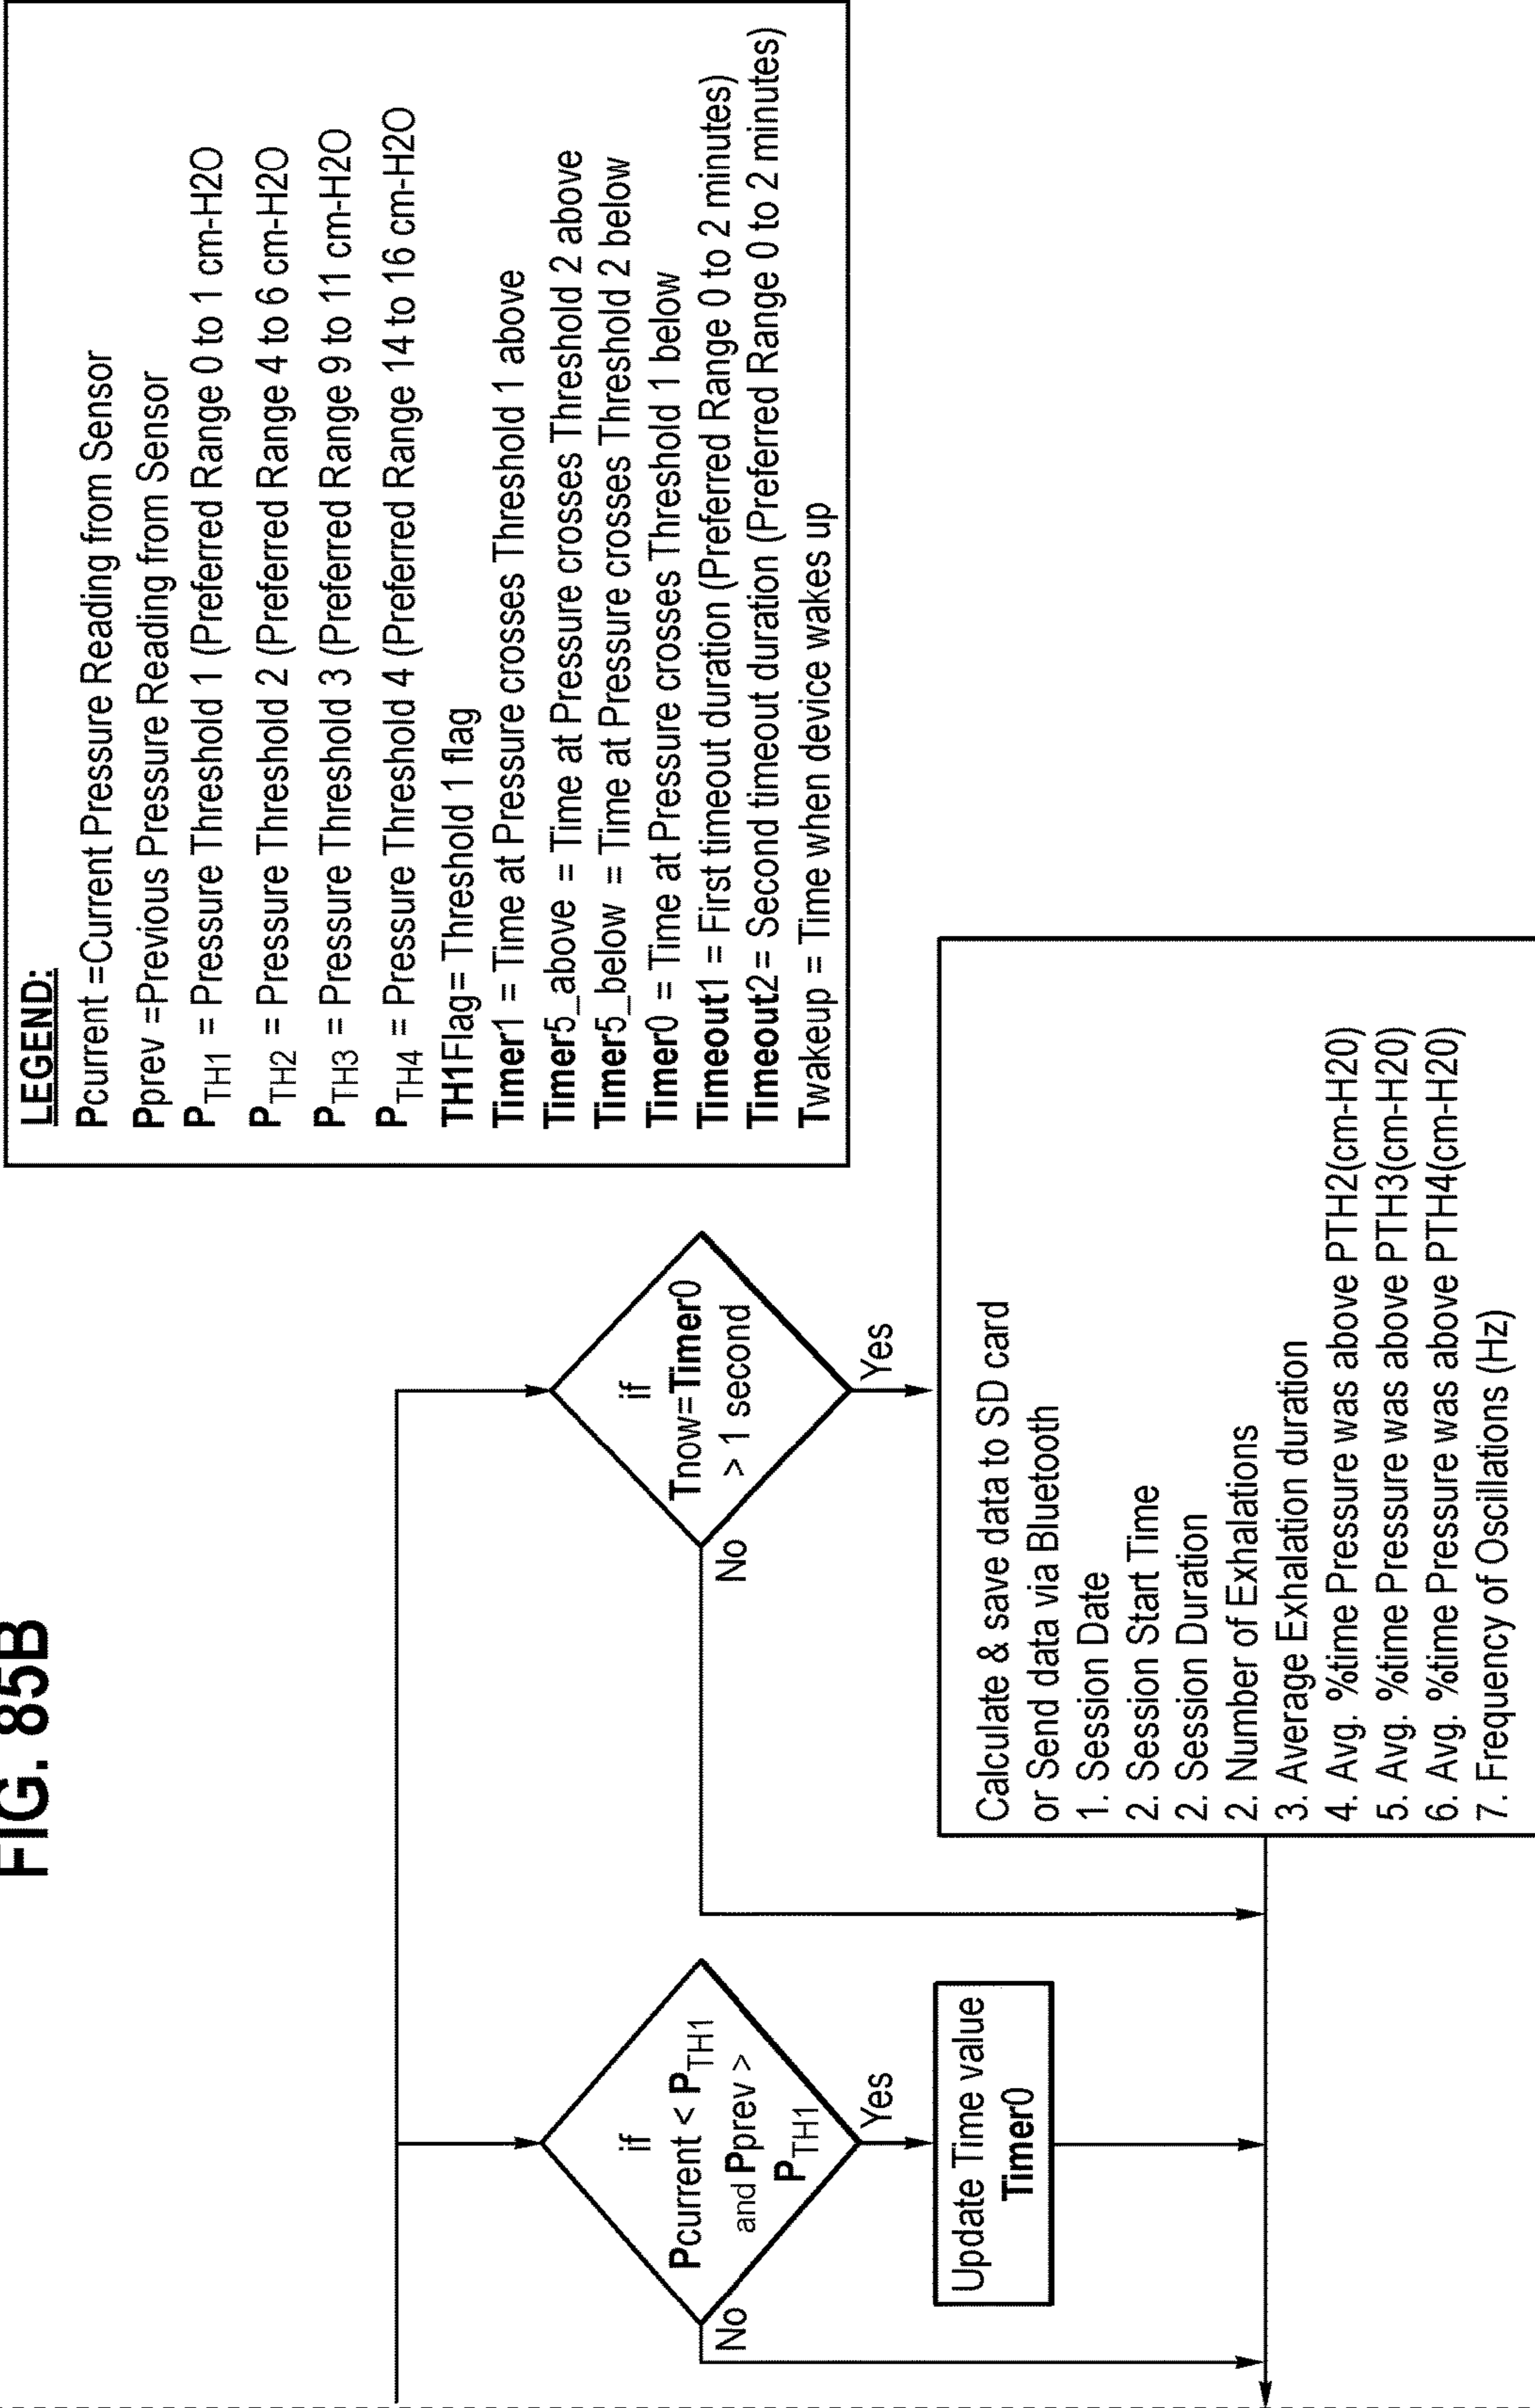 FIG. 85B
LEGEND:
Pcurrent =Current Pressure Reading from Sensor
Pprev =Previous Pressure Reading from Sensor
PTH1 = Pressure Threshold 1 (Preferred Range 0 to 1 cm-H2O
PTH2 = Pressure Threshold 2 (Preferred Range 4 to 6 cm-H2O
PTH3 = Pressure Threshold 3 (Preferred Range 9 to 11 cm-H2O
PTH4 = Pressure Threshold 4 (Preferred Range 14 to 16 cm-H2O
TH1Flag= Threshold 1 flag
Timer1 = Time at Pressure crosses Threshold 1 above
Timer5_above = Time at Pressure crosses Threshold 2 above
Timer5_below = Time at Pressure crosses Threshold 2 below
Timer0 = Time at Pressure crosses Threshold 1 below
Timeout1 = First timeout duration (Preferred Range 0 to 2 minutes)
Timeout2= Second timeout duration (Preferred Range 0 to 2 minutes)
Twakeup = Time when device wakes up
if
Pcurrent < PTH1
and Pprev >
PTH1
No
Yes
Update Time value
Timer0
if
Tnow=Timer0
> 1 second
No
Yes
Calculate & save data to SD card
or Send data via Bluetooth
1. Session Date
2. Session Start Time
2. Session Duration
2. Number of Exhalations
3. Average Exhalation duration
4. Avg. %time Pressure was above PTH2(cm-H20)
5. Avg. %time Pressure was above PTH3(cm-H20)
6. Avg. %time Pressure was above PTH4(cm-H20)
7. Frequency of Oscillations (Hz)